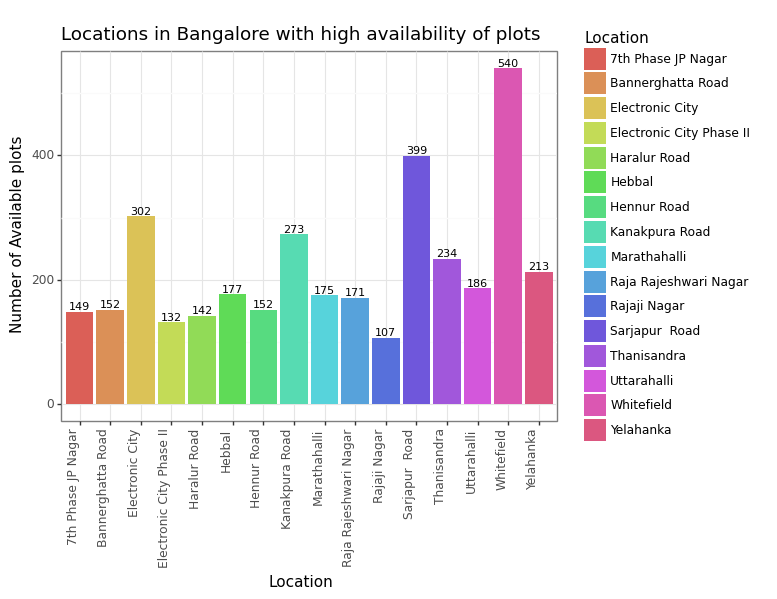 Locations in Bangalore with high availability of plots
Number of Available plots
400
200
0
149
152
302
132
142
177
152
273
175
171
107
399
234
186
540
213
7th Phase JP Nagar
Bannerghatta Road
Electronic City
Electronic City Phase II
Haralur Road
Hebbal
Hennur Road
Kanakpura Road
Marathahalli
Raja Rajeshwari Nagar
Rajaji Nagar
Sarjapur  Road
Thanisandra
Uttarahalli
Whitefield
Yelahanka
Location
Location
7th Phase JP Nagar
Bannerghatta Road
Electronic City
Electronic City Phase II
Haralur Road
Hebbal
Hennur Road
Kanakpura Road
Marathahalli
Raja Rajeshwari Nagar
Rajaji Nagar
Sarjapur  Road
Thanisandra
Uttarahalli
Whitefield
Yelahanka